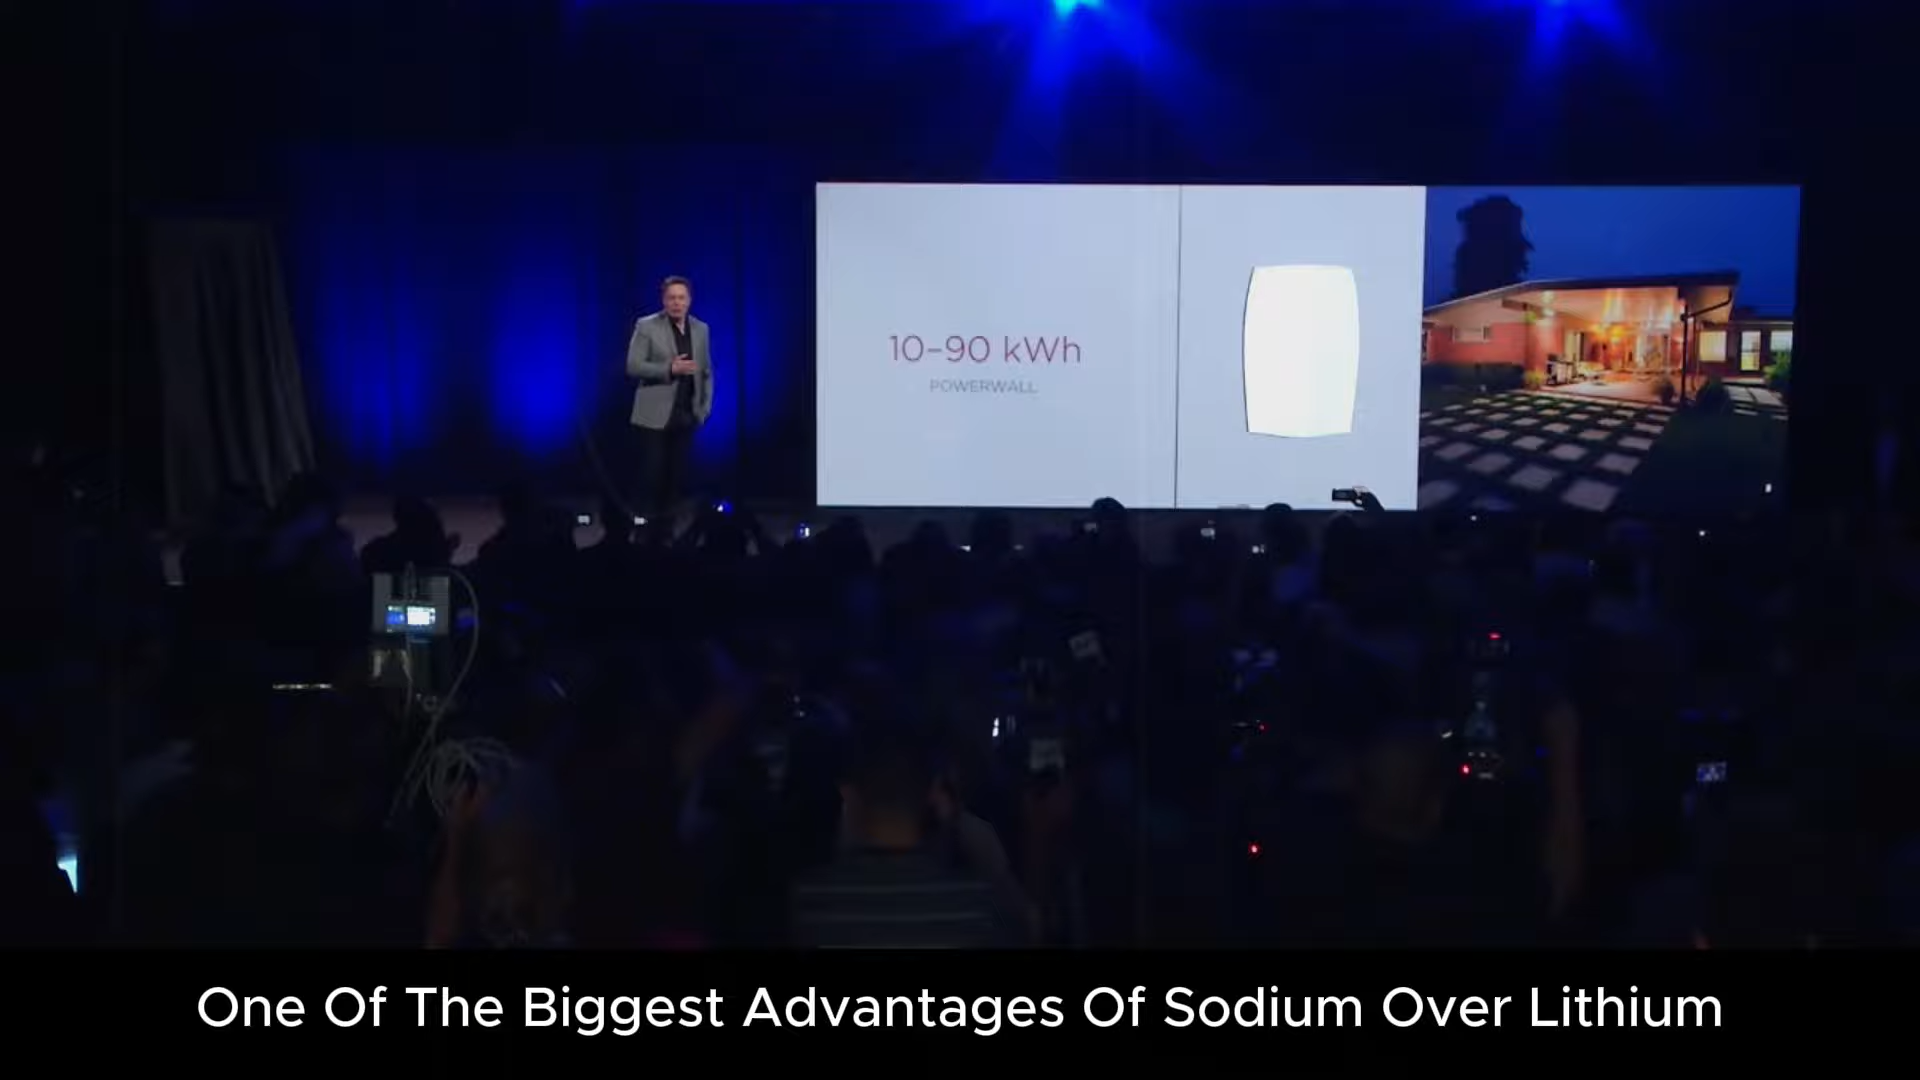 10–90 kWh
POWERWALL
One Of The Biggest Advantages Of Sodium Over Lithium